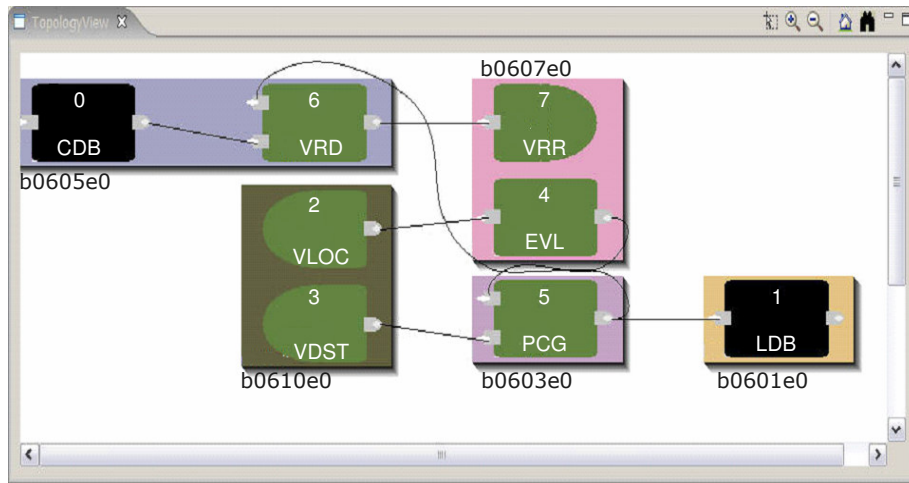 TopologyView
b0607e0
0
CDB
6
VRD
7
VRR
b0605e0
2
VLOC
4
EVL
3
VDST
5
PCG
1
LDB
b0610e0
b0603e0
b0601e0